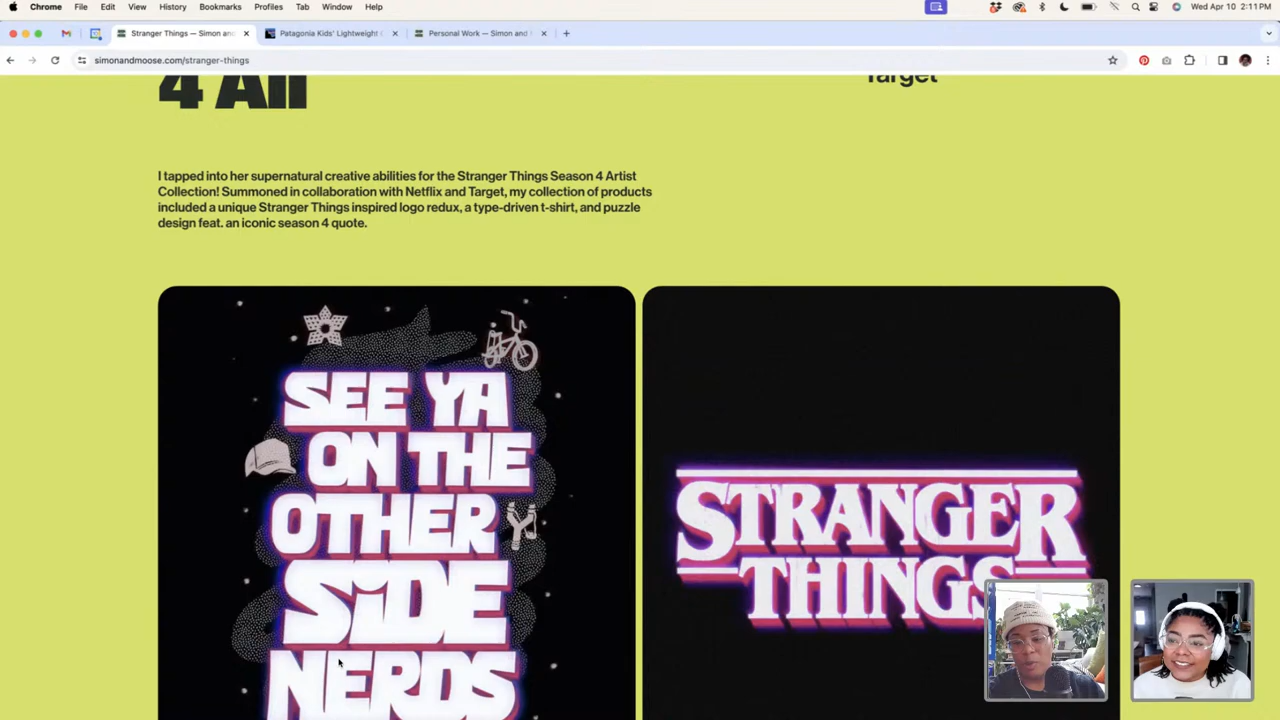 Chrome File Edit View History Bookmarks Profiles Tab Window Help Wed Apr 10 2:11 PM
Stranger Things — Simon and Patagonia Kids' Lightweight Personal Work — Simon and
simonandmoose.com/stranger-things
4 All
Target
I tapped into her supernatural creative abilities for the Stranger Things Season 4 Artist
Collection! Summoned in collaboration with Netflix and Target, my collection of products
included a unique Stranger Things inspired logo redux, a type-driven t-shirt, and puzzle
design feat. an iconic season 4 quote.
SEE YA
ON THE
OTHER
SiDE
NERDS
STRANGER
THINGS